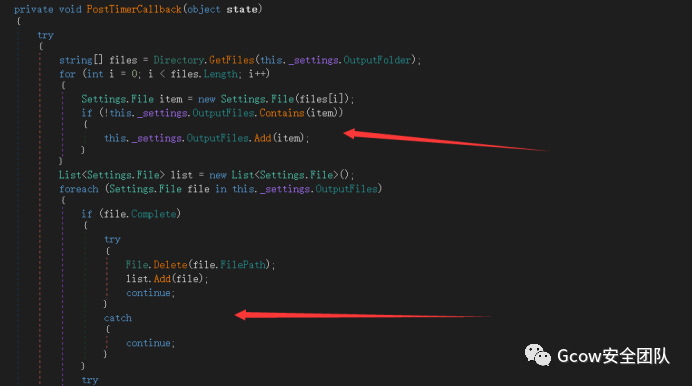 private void PostTimerCallback(object state)
{
try
{
string[] files = Directory.GetFiles(this._settings.OutputFolder);
for (int i = 0; i < files.Length; i++)
{
Settings.File item = new Settings.File(files[i]);
if (!this._settings.OutputFiles.Contains(item))
{
this._settings.OutputFiles.Add(item);
}
}
List<Settings.File> list = new List<Settings.File>();
foreach (Settings.File file in this._settings.OutputFiles)
{
if (file.Complete)
{
try
{
File.Delete(file.FilePath);
list.Add(file);
continue;
}
catch
{
continue;
}
}
try
Gcow安全团队